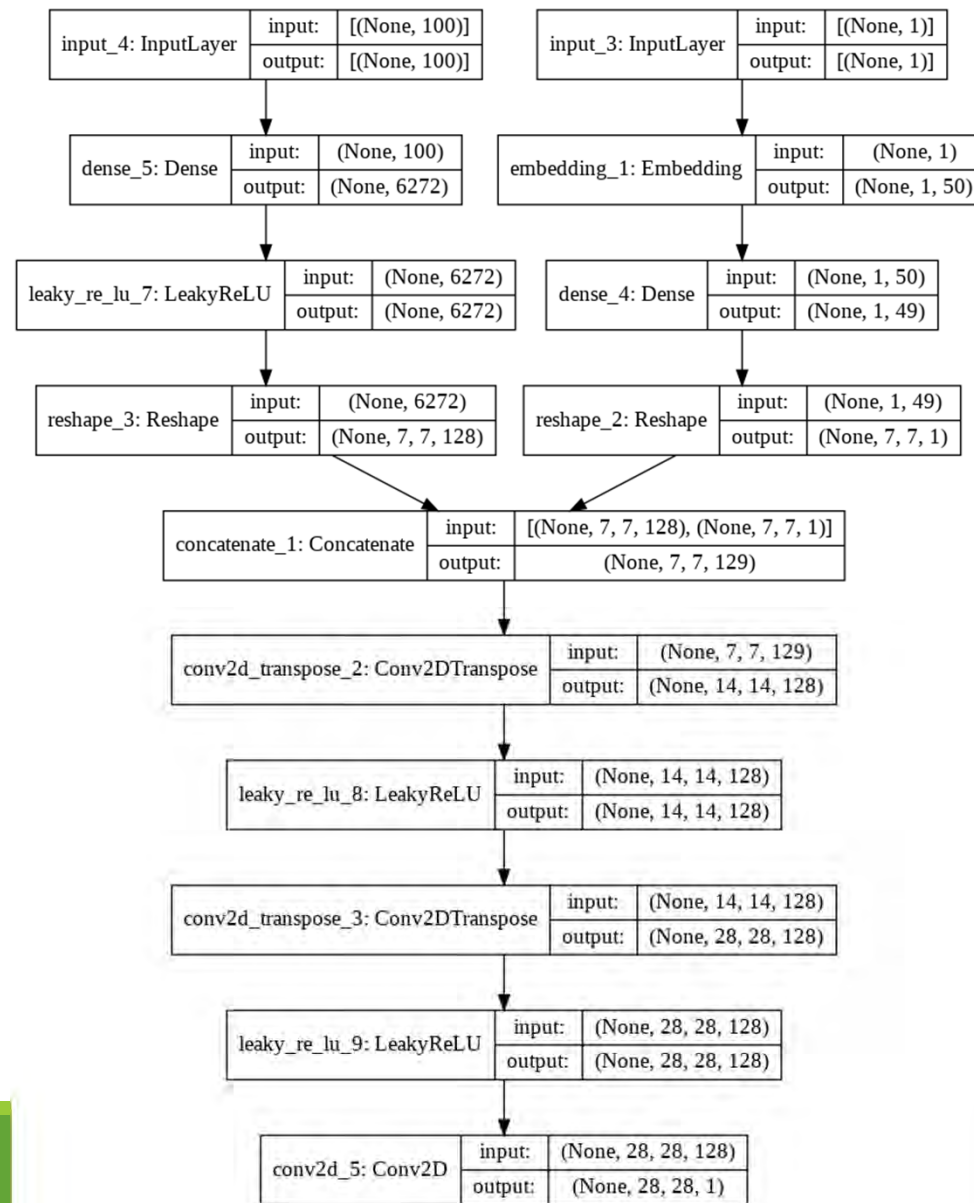 input_4: InputLayer input: [(None, 100)]
output: [(None, 100)]
input_3: InputLayer input: [(None, 1)]
output: [(None, 1)]
dense_5: Dense input: (None, 100)
output: (None, 6272)
embedding_1: Embedding input: (None, 1)
output: (None, 1, 50)
leaky_re_lu_7: LeakyReLU input: (None, 6272)
output: (None, 6272)
dense_4: Dense input: (None, 1, 50)
output: (None, 1, 49)
reshape_3: Reshape input: (None, 6272)
output: (None, 7, 7, 128)
reshape_2: Reshape input: (None, 1, 49)
output: (None, 7, 7, 1)
concatenate_1: Concatenate input: [(None, 7, 7, 128), (None, 7, 7, 1)]
output: (None, 7, 7, 129)
conv2d_transpose_2: Conv2DTranspose input: (None, 7, 7, 129)
output: (None, 14, 14, 128)
leaky_re_lu_8: LeakyReLU input: (None, 14, 14, 128)
output: (None, 14, 14, 128)
conv2d_transpose_3: Conv2DTranspose input: (None, 14, 14, 128)
output: (None, 28, 28, 128)
leaky_re_lu_9: LeakyReLU input: (None, 28, 28, 128)
output: (None, 28, 28, 128)
conv2d_5: Conv2D input: (None, 28, 28, 128)
output: (None, 28, 28, 1)